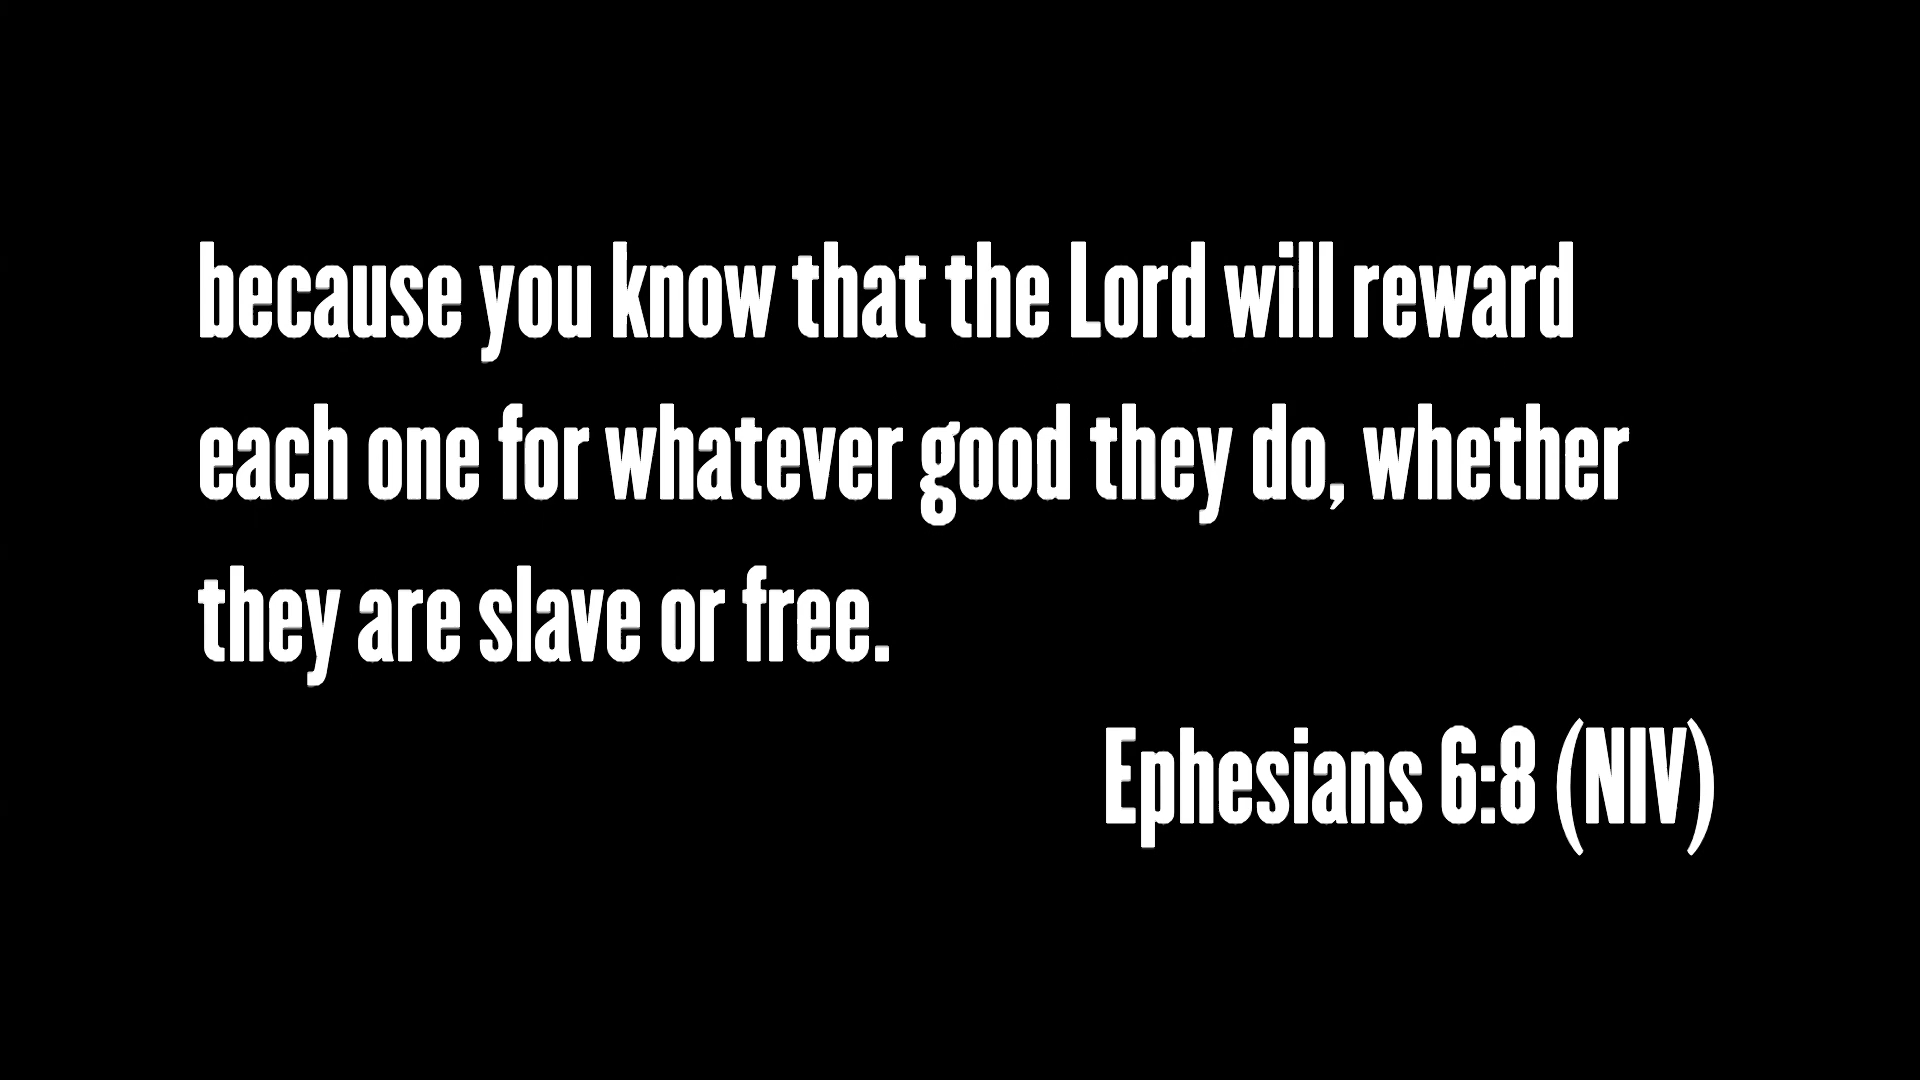 because you know that the Lord will reward
each one for whatever good they do, whether
they are slave or free.
Ephesians 6:8 (NIV)